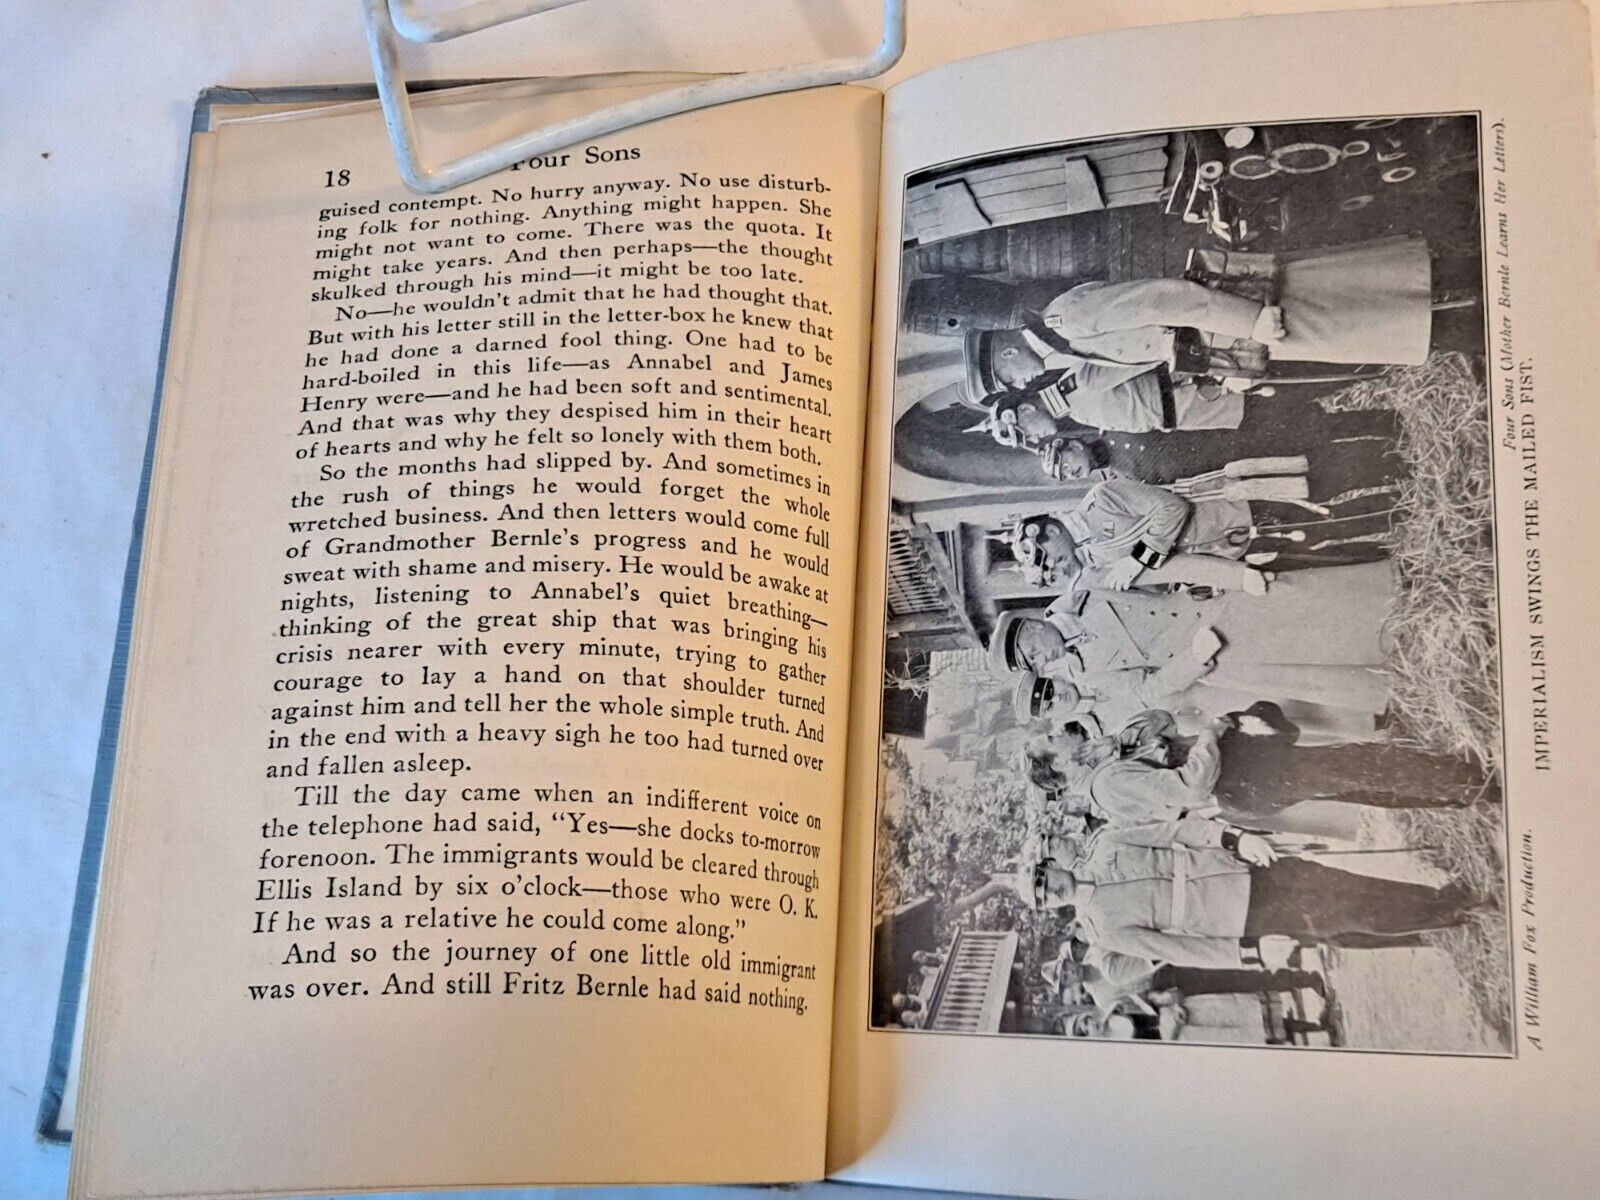 18
Four Sons
guised contempt. No hurry anyway. No use disturb-
ing folk for nothing. Anything might happen. She
might not want to come. There was the quota. It
might take years. And then perhaps—the thought
skulked through his mind—it might be too late.
No—he wouldn't admit that he had thought that.
But with his letter still in the letter-box he knew that
he had done a darned fool thing. One had to be
hard-boiled in this life—as Annabel and James
Henry were—and he had been soft and sentimental.
And that was why they despised him in their heart
of hearts and why he felt so lonely with them both.
So the months had slipped by. And sometimes in
the rush of things he would forget the whole
wretched business. And then letters would come full
of Grandmother Bernle's progress and he would
sweat with shame and misery. He would be awake at
nights, listening to Annabel's quiet breathing—
thinking of the great ship that was bringing his
crisis nearer with every minute, trying to gather
courage to lay a hand on that shoulder turned
against him and tell her the whole simple truth. And
in the end with a heavy sigh he too had turned over
and fallen asleep.
Till the day came when an indifferent voice on
the telephone had said, "Yes—she docks to-morrow
forenoon. The immigrants would be cleared through
Ellis Island by six o'clock—those who were O. K.
If he was a relative he could come along."
And so the journey of one little old immigrant
was over. And still Fritz Bernle had said nothing.
A William Fox Production.
Four Sons (Mother Bernle Learns Her Letters).
IMPERIALISM SWINGS THE MAILED FIST.